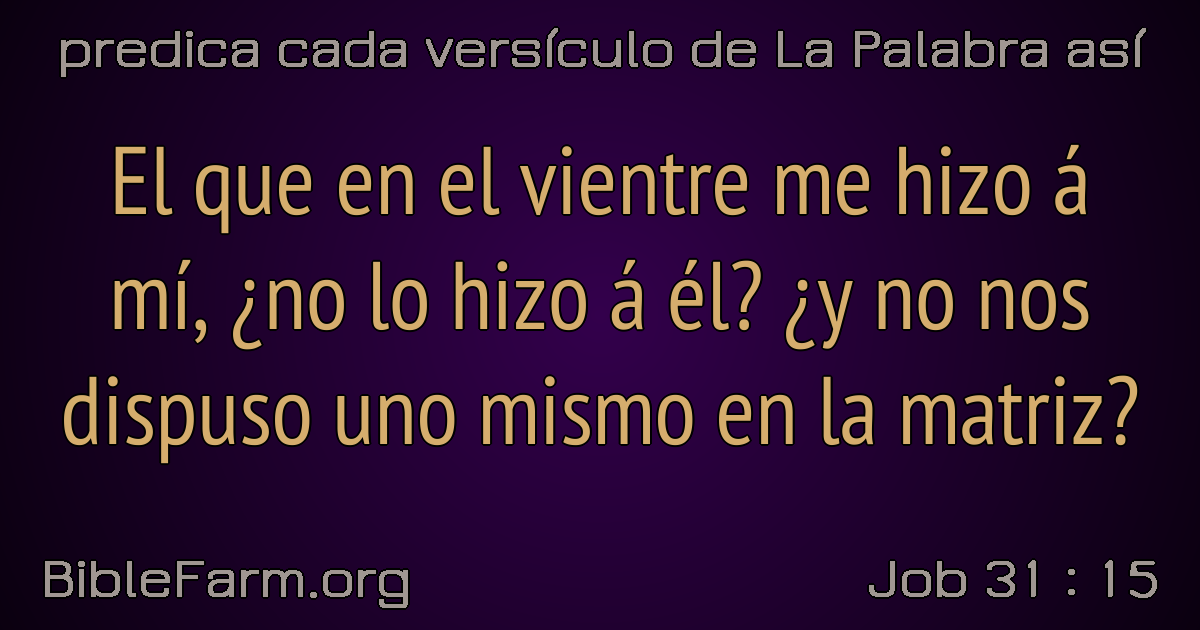 predica cada versículo de La Palabra así
El que en el vientre me hizo á
mí, ¿no lo hizo á él? ¿y no nos
dispuso uno mismo en la matriz?
BibleFarm.org
Job 31 : 15